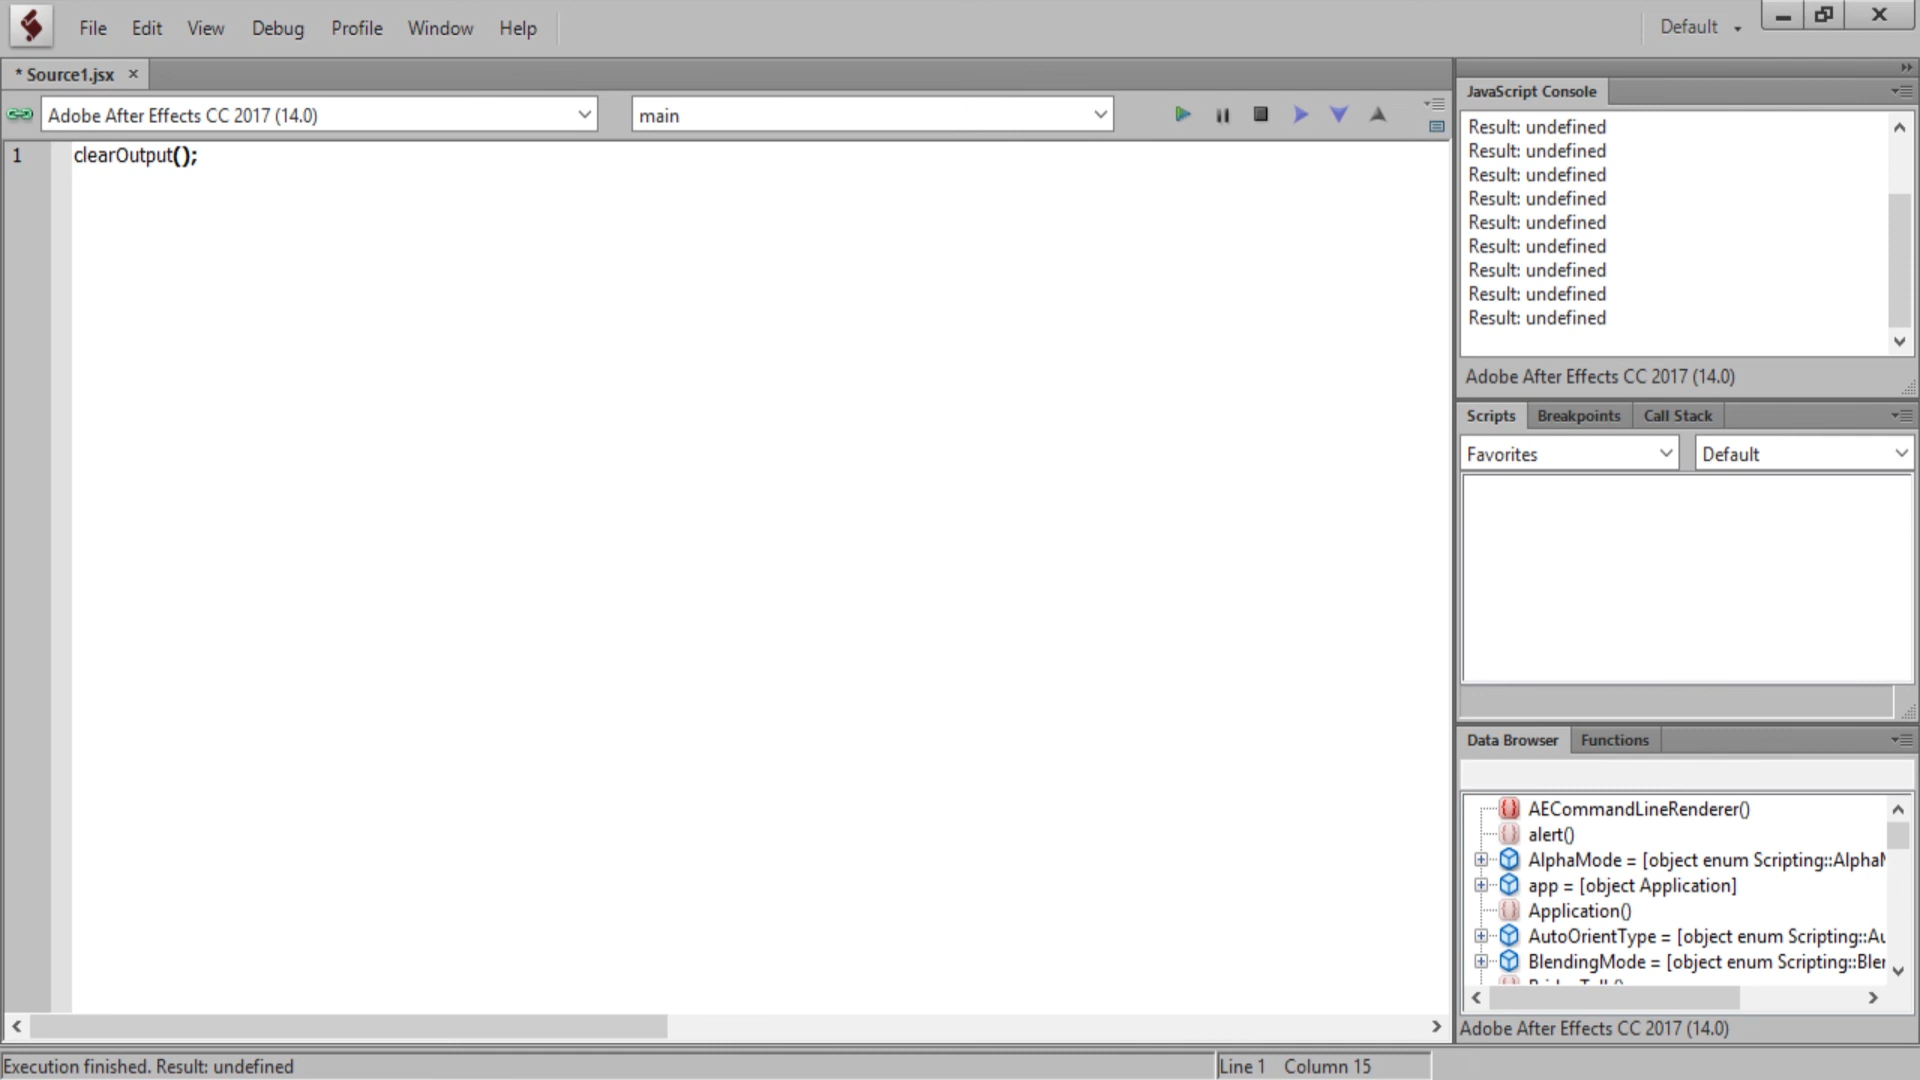 File Edit View Debug Profile Window Help Default
* Source1.jsx
Adobe After Effects CC 2017 (14.0) main
1 clearOutput();
JavaScript Console
Result: undefined
Result: undefined
Result: undefined
Result: undefined
Result: undefined
Result: undefined
Result: undefined
Result: undefined
Result: undefined
Adobe After Effects CC 2017 (14.0)
Scripts Breakpoints Call Stack
Favorites Default
Data Browser Functions
AECommandLineRenderer()
alert()
AlphaMode = [object enum Scripting::Alpha
app = [object Application]
Application()
AutoOrientType = [object enum Scripting::Au
BlendingMode = [object enum Scripting::Bler
Adobe After Effects CC 2017 (14.0)
Execution finished. Result: undefined Line 1 Column 15